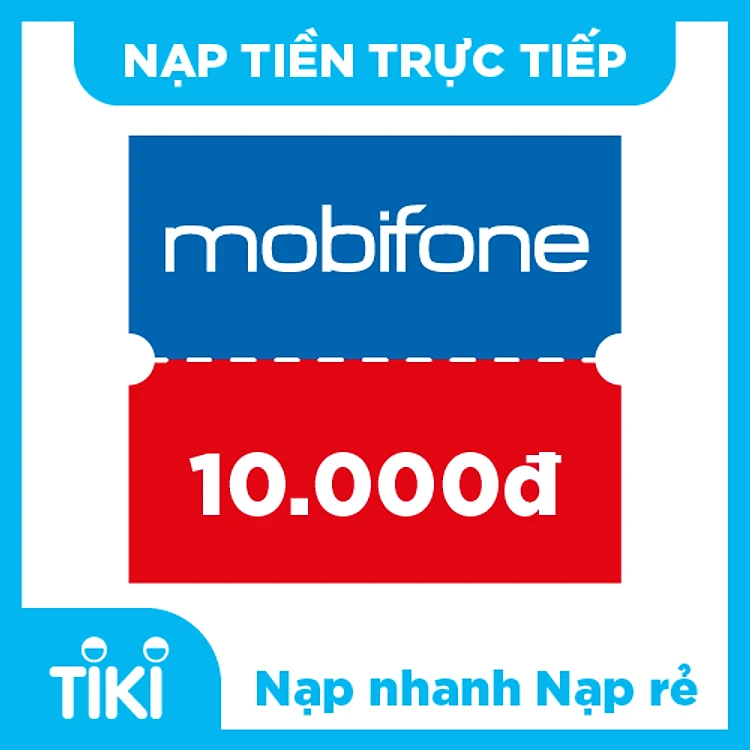 NẠP TIỀN TRỰC TIẾP
mobifone
10.000đ
TiKi
Nạp nhanh Nạp rẻ